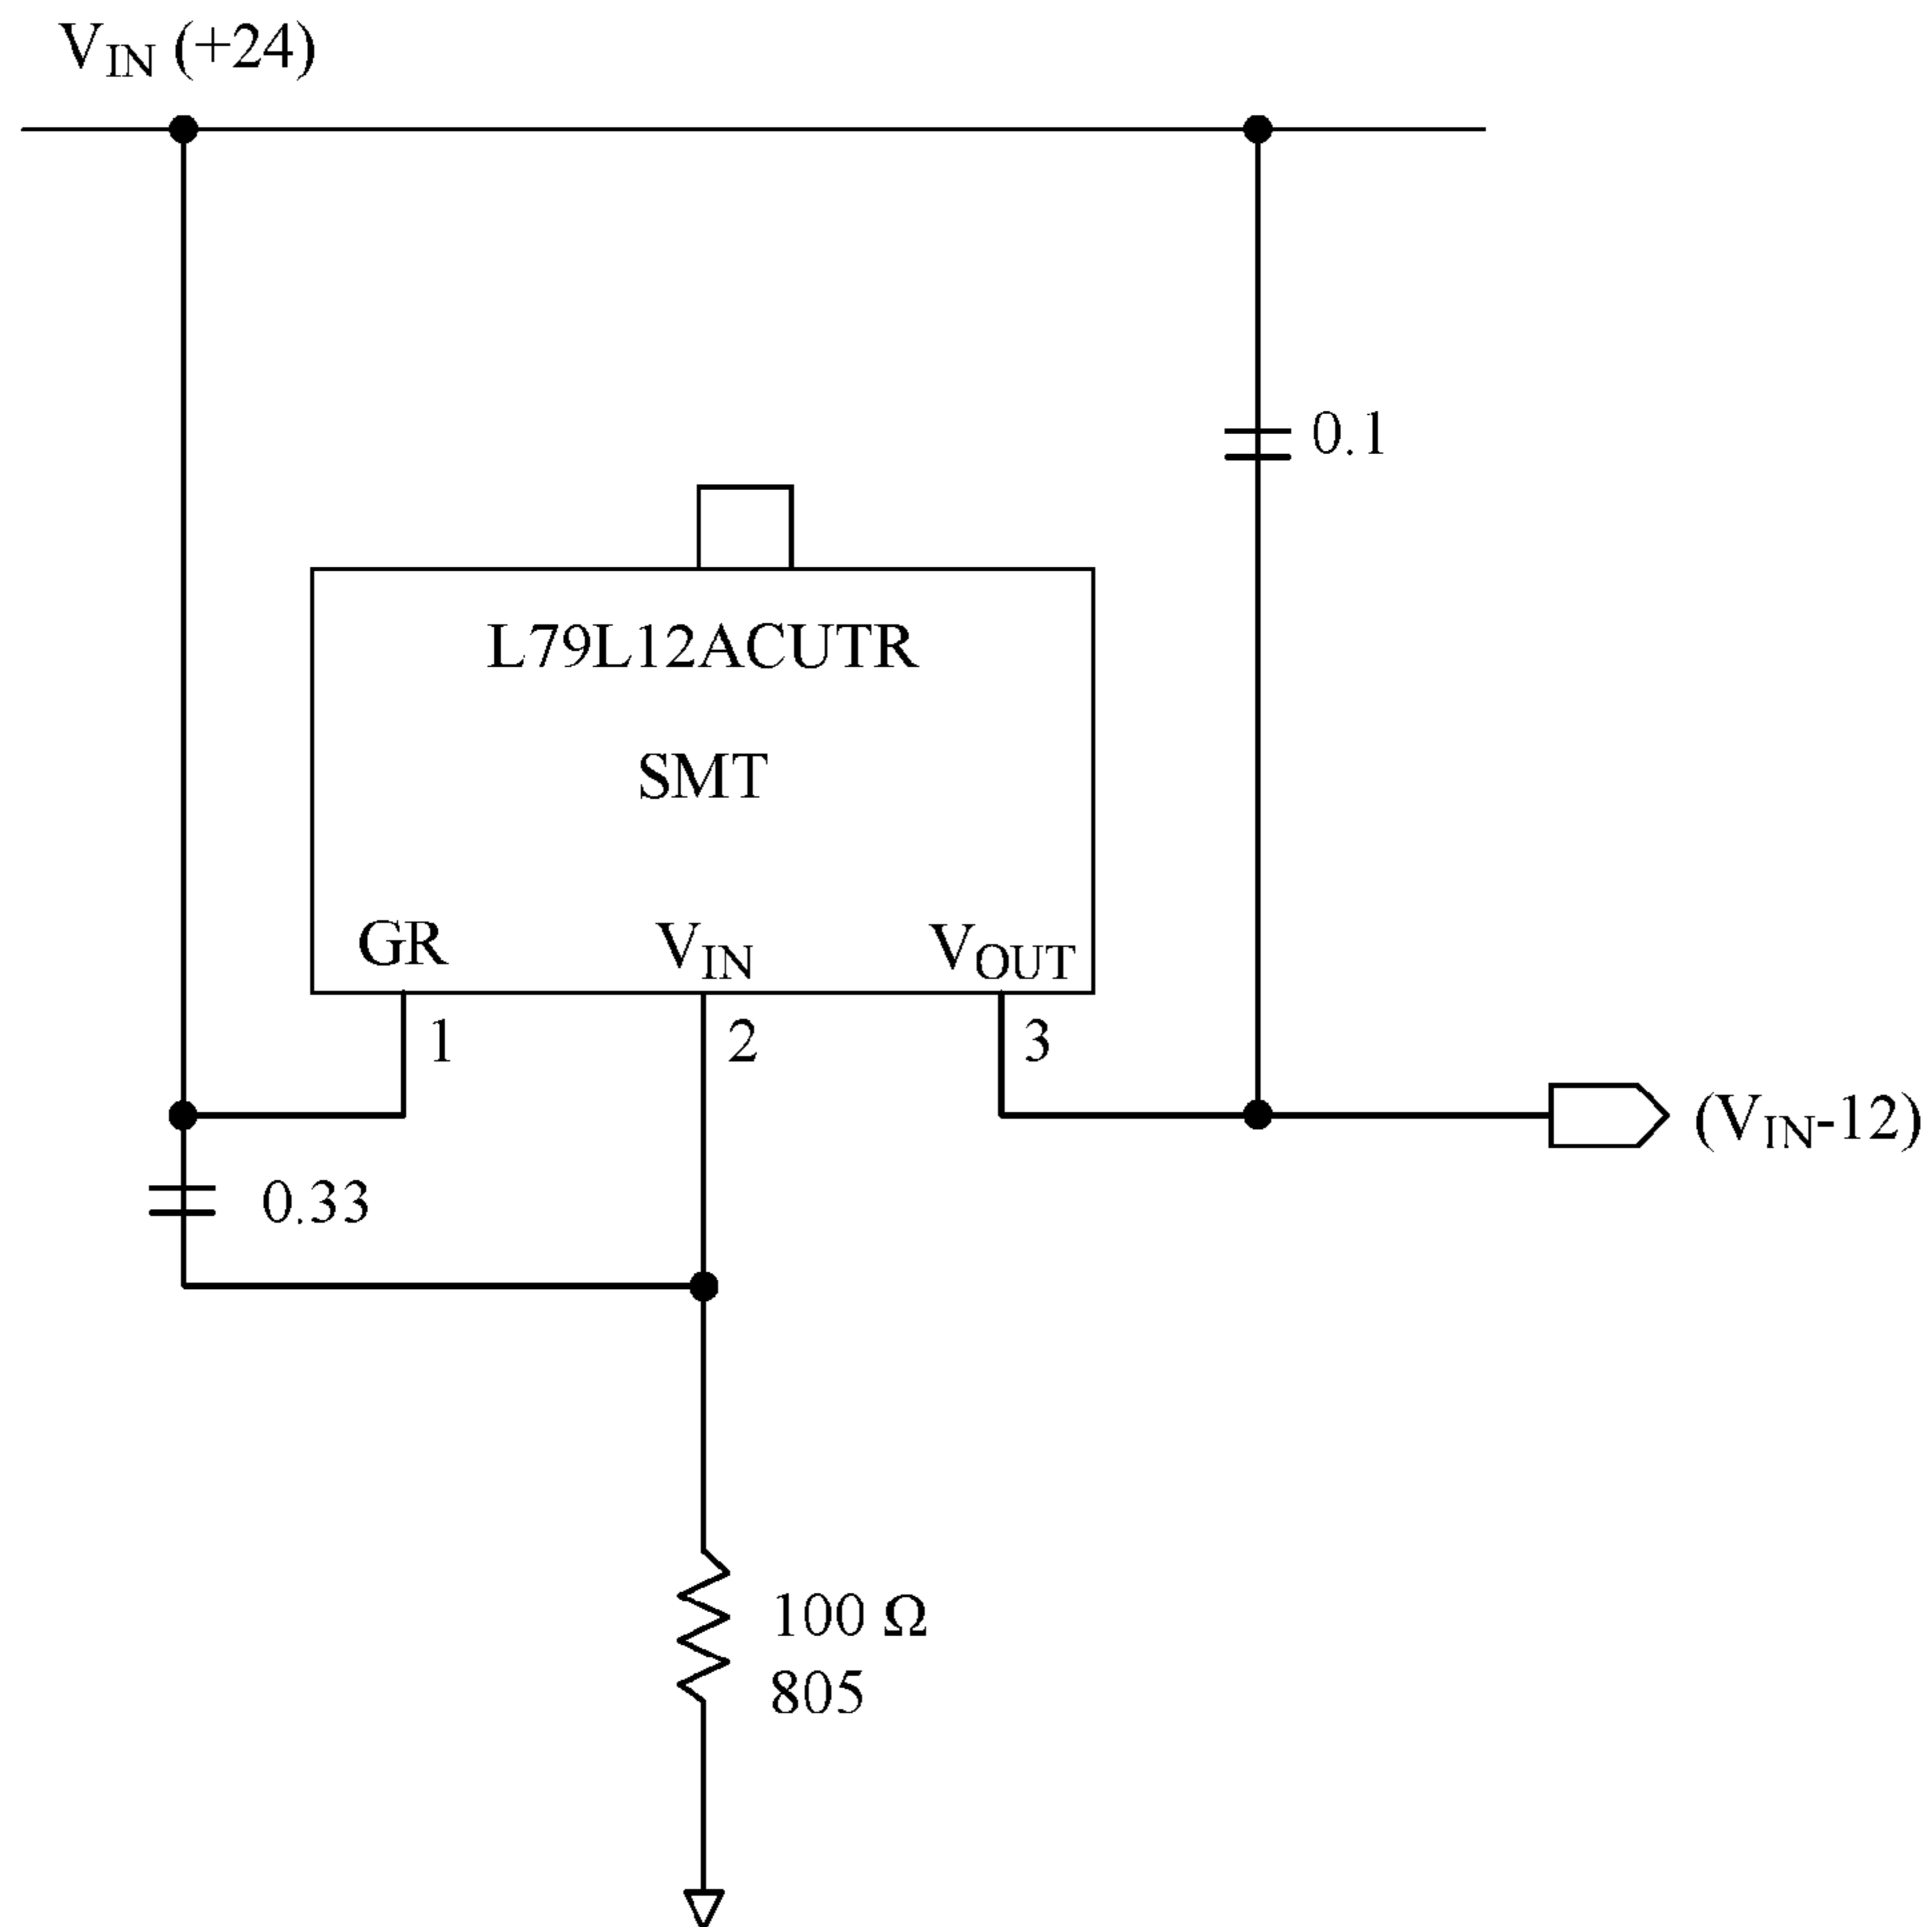 VIN (+24)
0.1
L79L12ACUTR
SMT
GR VIN VOUT
1 2 3
(VIN-12)
0.33
100 Ω
805